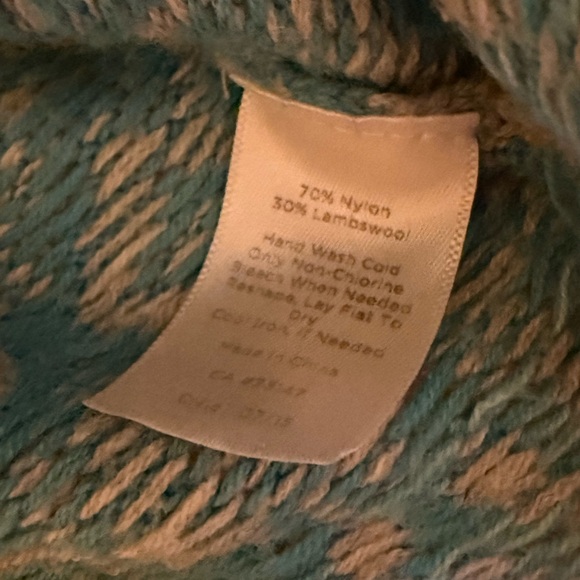 70% Nylon
30% Lambswool
Hand Wash Cold
Only Non-Chlorine
Bleach When Needed
Reshape, Lay Flat To
Dry
Cool Iron, If Needed
Made In China